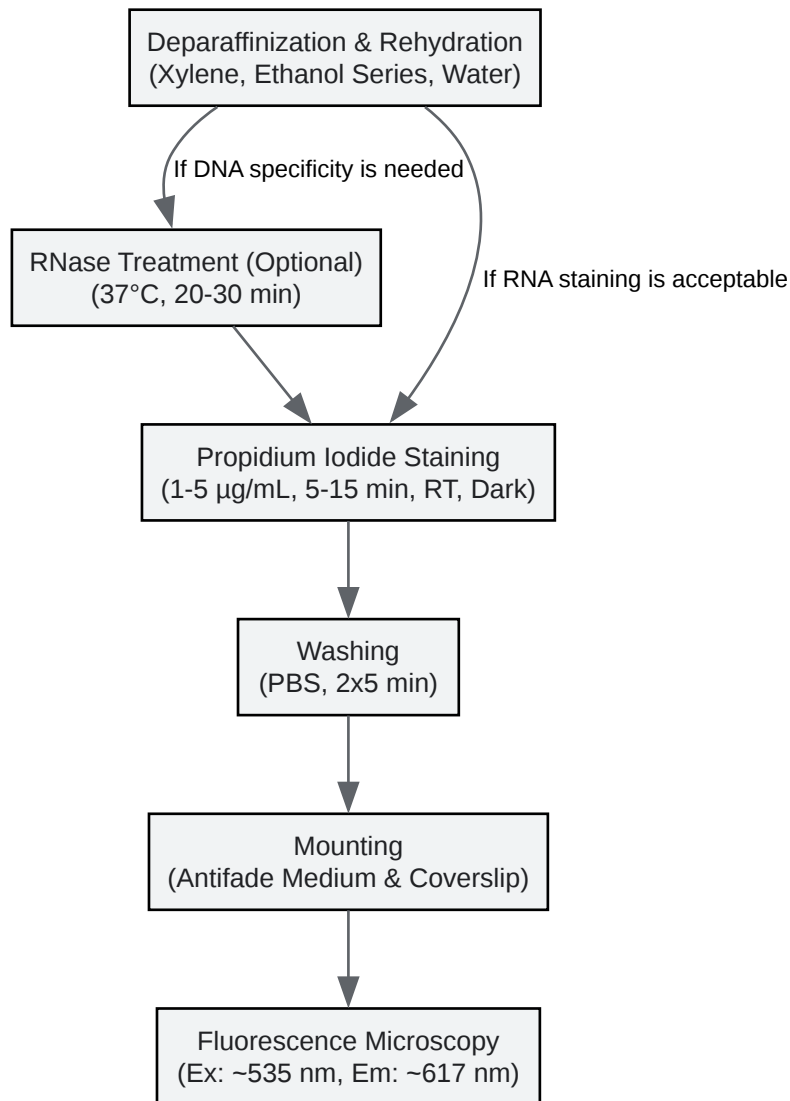 Deparaffinization & Rehydration
(Xylene, Ethanol Series, Water)
If DNA specificity is needed
RNase Treatment (Optional)
(37°C, 20-30 min)
If RNA staining is acceptable
Propidium Iodide Staining
(1-5 µg/mL, 5-15 min, RT, Dark)
Washing
(PBS, 2x5 min)
Mounting
(Antifade Medium & Coverslip)
Fluorescence Microscopy
(Ex: ~535 nm, Em: ~617 nm)